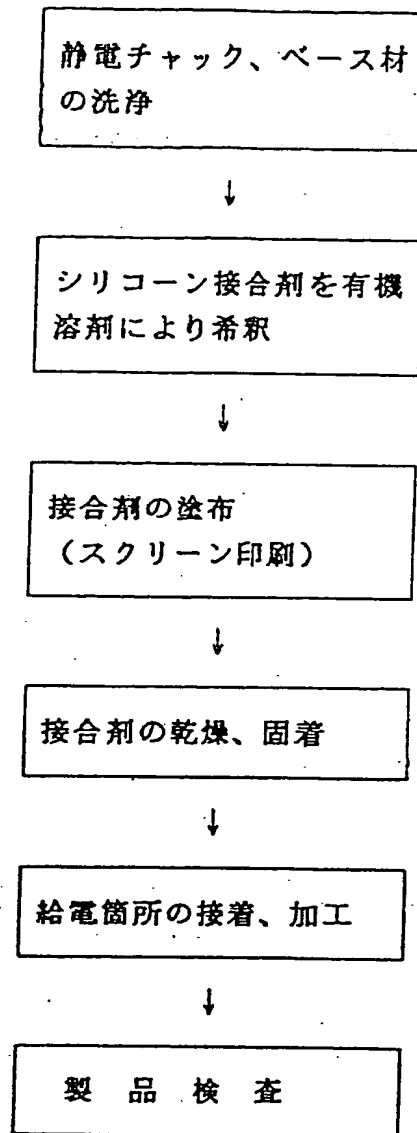 静電チャック、ベース材
の洗浄
↓
シリコーン接合剤を有機
溶剤により希釈
↓
接合剤の塗布
（スクリーン印刷）
↓
接合剤の乾燥、固着
↓
給電箇所の接着、加工
↓
製品検査